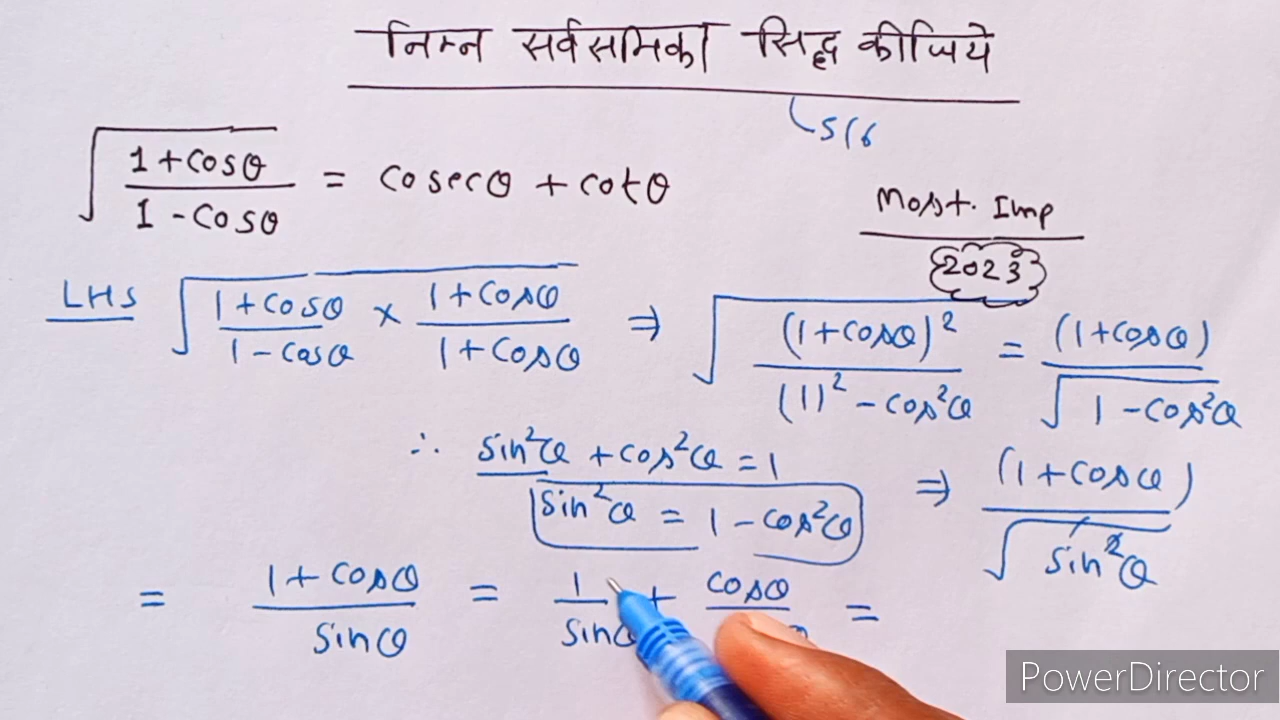 निम्न सर्वसमिका सिद्ध कीजिये
5/6
√((1+cosθ)/(1-cosθ)) = cosecθ + cotθ
Most. Imp
2023
LHS √((1+cosθ)/(1-cosθ) × (1+cosθ)/(1+cosθ)) ⇒ √((1+cosθ)²/((1)²-cos²θ)) = (1+cosθ)/√(1-cos²θ)
∴ sin²θ + cos²θ = 1
sin²θ = 1-cos²θ ⇒ (1+cosθ)/√(sin²θ)
= (1+cosθ)/sinθ = 1/sinθ + cosθ/ =
PowerDirector